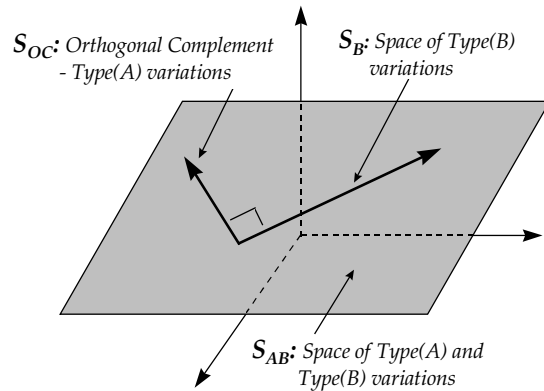 S_OC: Orthogonal Complement
- Type(A) variations
S_B: Space of Type(B)
variations
S_AB: Space of Type(A) and
Type(B) variations